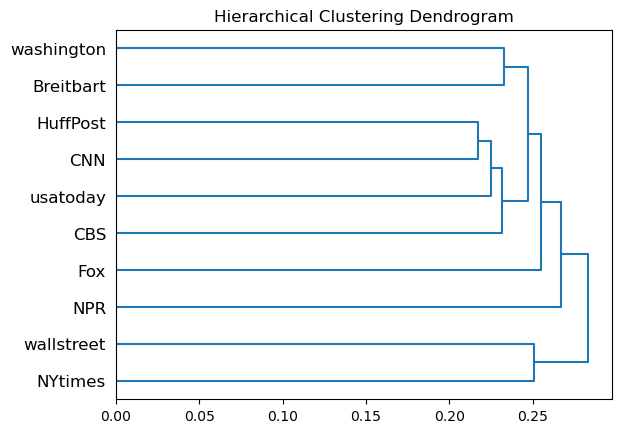 Hierarchical Clustering Dendrogram
washington
Breitbart
HuffPost
CNN
usatoday
CBS
Fox
NPR
wallstreet
NYtimes
0.00 0.05 0.10 0.15 0.20 0.25